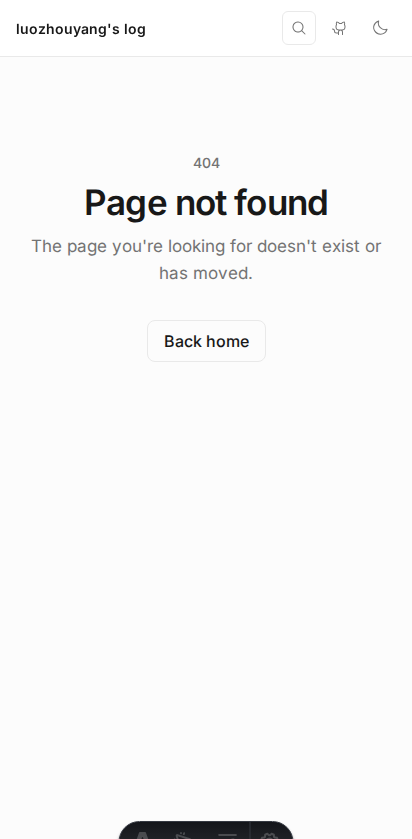 luozhouyang's log
404
Page not found
The page you're looking for doesn't exist or
has moved.
Back home